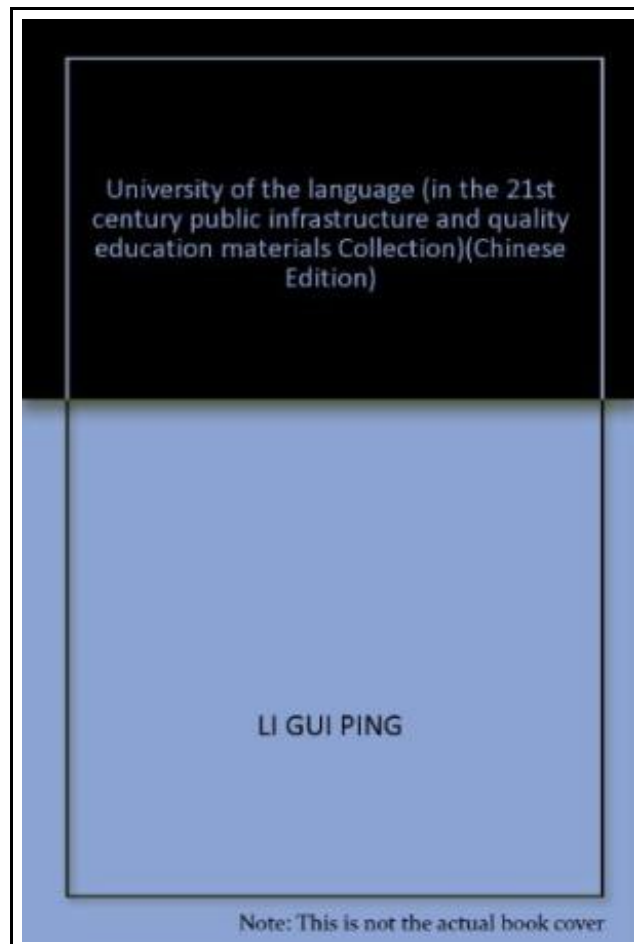 University of the language (in the 21st
century public infrastructure and quality
education materials Collection)(Chinese
Edition)
LI GUI PING
Note: This is not the actual book cover